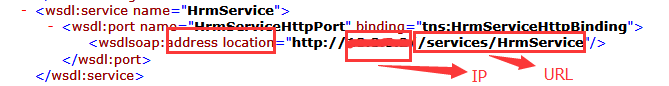 - <wsdl:service name="HrmService">
- <wsdl:port name="HrmServiceHttpPort" binding="tns:HrmServiceHttpBinding">
<wsdlsoap:address location="http:// /services/HrmService"/>
</wsdl:port>
</wsdl:service>
IP URL